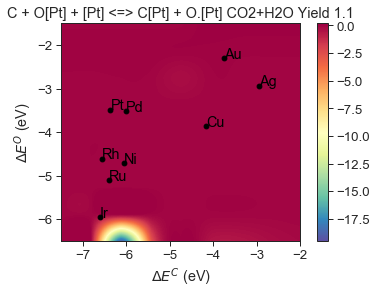 C + O[Pt] + [Pt] <=> C[Pt] + O.[Pt] CO2+H2O Yield 1.1
−2
−3
−4
−5
−6
ΔE^O (eV)
Au
Ag
Pt
Pd
Cu
Rh
Ni
Ru
Ir
−7
−6
−5
−4
−3
−2
ΔE^C (eV)
0.0
−2.5
−5.0
−7.5
−10.0
−12.5
−15.0
−17.5